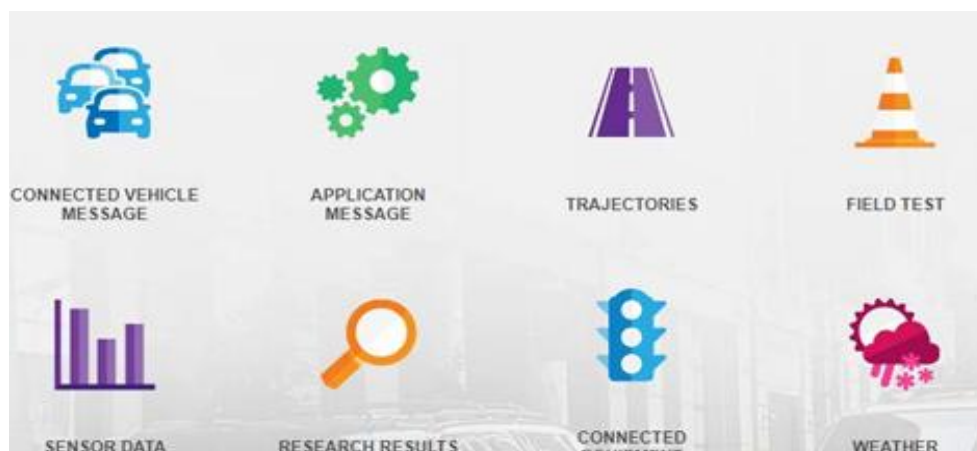 CONNECTED VEHICLE
MESSAGE
APPLICATION
MESSAGE
TRAJECTORIES
FIELD TEST
SENSOR DATA
RESEARCH RESULTS
CONNECTED
WEATHER